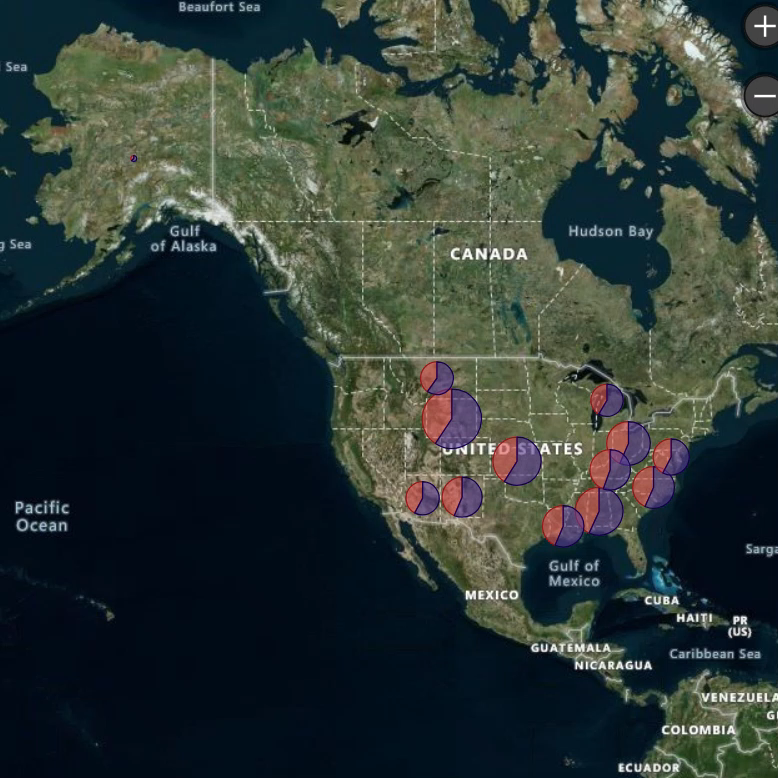 Beaufort Sea
Sea
g Sea
Gulf
of Alaska
Hudson Bay
CANADA
UNITED STATES
Pacific
Ocean
Gulf of
Mexico
Sarga
MEXICO
CUBA
HAITI
PR
(US)
GUATEMALA
Caribbean Sea
NICARAGUA
VENEZUELA
G
COLOMBIA
ECUADOR